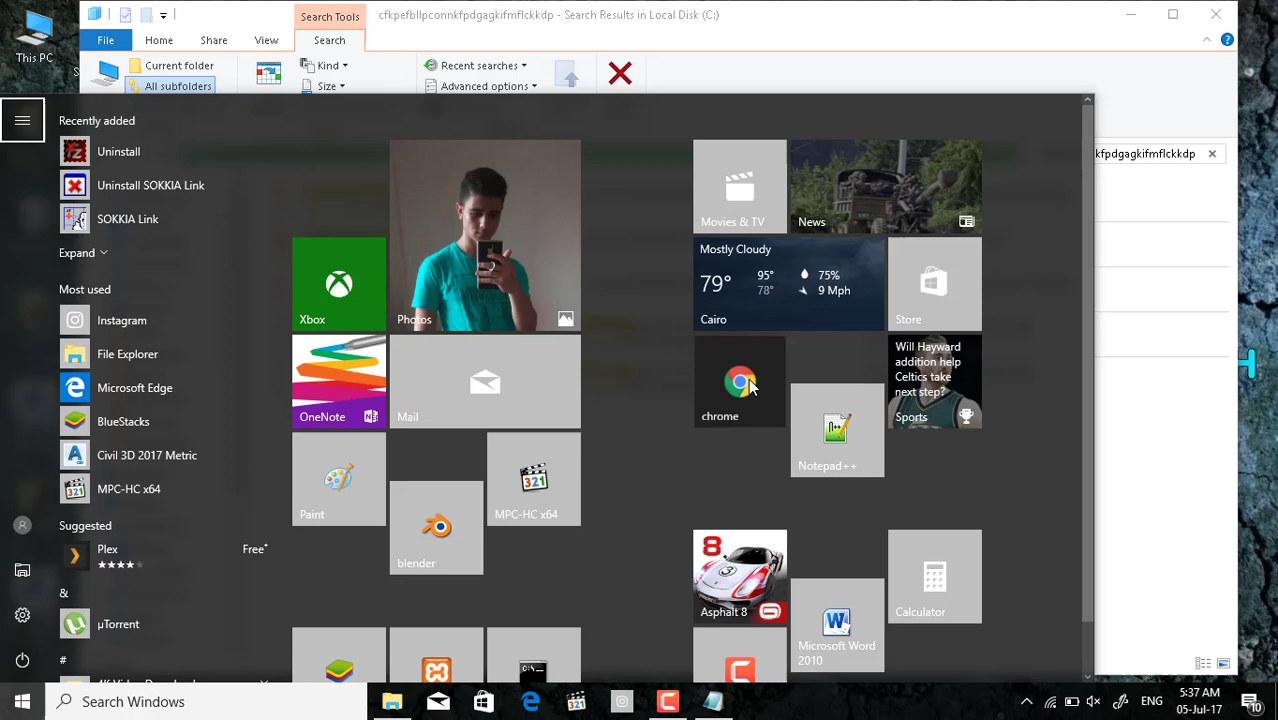 This PC
Search Tools
cfkpefbllpconnkfpdgagkifmflckkdp - Search Results in Local Disk (C:)
File
Home
Share
View
Search
Current folder
All subfolders
Kind
Size
Recent searches
Advanced options
kfpdgagkifmflckkdp
Recently added
Uninstall
Uninstall SOKKIA Link
SOKKIA Link
Expand
Most used
Instagram
File Explorer
Microsoft Edge
BlueStacks
Civil 3D 2017 Metric
MPC-HC x64
Suggested
Plex
Free*
&
µTorrent
#
Xbox
Photos
OneNote
Mail
Paint
blender
MPC-HC x64
Movies & TV
News
Mostly Cloudy
79°
95°
78°
75%
9 Mph
Cairo
Store
chrome
Notepad++
Will Hayward
addition help
Celtics take
next step?
Sports
8
Asphalt 8
Microsoft Word
2010
Calculator
Search Windows
ENG
5:37 AM
05-Jul-17
10